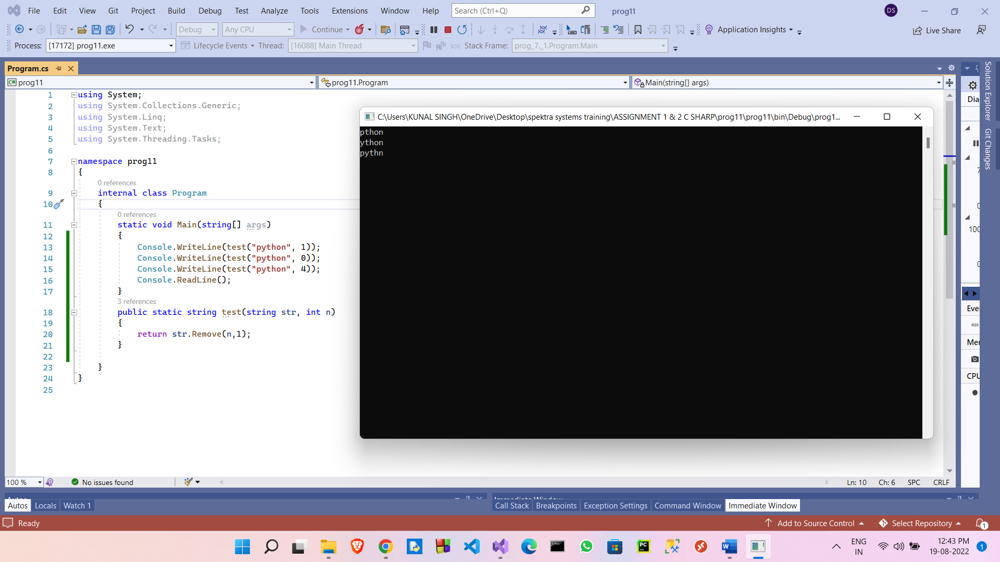 File Edit View Git Project Build Debug Test Analyze Tools Extensions Window Help Search (Ctrl+Q) prog11 DS
Debug Any CPU Continue Application Insights Live Share
Process: [17172] prog11.exe Lifecycle Events Thread: [16088] Main Thread Stack Frame: prog_7._1.Program.Main
Program.cs
C# prog11 prog11.Program Main(string[] args)
1 using System;
2 using System.Collections.Generic;
3 using System.Linq;
4 using System.Text;
5 using System.Threading.Tasks;
6
7 namespace prog11
8 {
0 references
9 internal class Program
10 {
0 references
11 static void Main(string[] args)
12 {
13 Console.WriteLine(test("python", 1));
14 Console.WriteLine(test("python", 0));
15 Console.WriteLine(test("python", 4));
16 Console.ReadLine();
17 }
3 references
18 public static string test(string str, int n)
19 {
20 return str.Remove(n,1);
21 }
22
23 }
24 }
25
C:\Users\KUNAL SINGH\OneDrive\Desktop\spektra systems training\ASSIGNMENT 1 & 2 C SHARP\prog11\prog11\bin\Debug\prog1...
pthon
ython
pythn
Solution Explorer
Git Changes
Dia
7
0
100
0
Eve
Mer
CPU
100 % No issues found Ln: 10 Ch: 6 SPC CRLF
Autos Locals Watch 1
Immediate Window
Call Stack Breakpoints Exception Settings Command Window Immediate Window
Ready Add to Source Control Select Repository 1
PC
ENG
IN
12:43 PM
19-08-2022
1